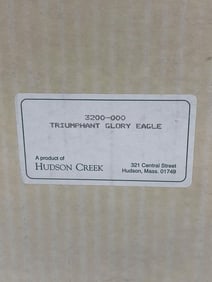 3200-000
TRIUMPHANT GLORY EAGLE
A product of
HUDSON CREEK
321 Central Street
Hudson, Mass. 01749